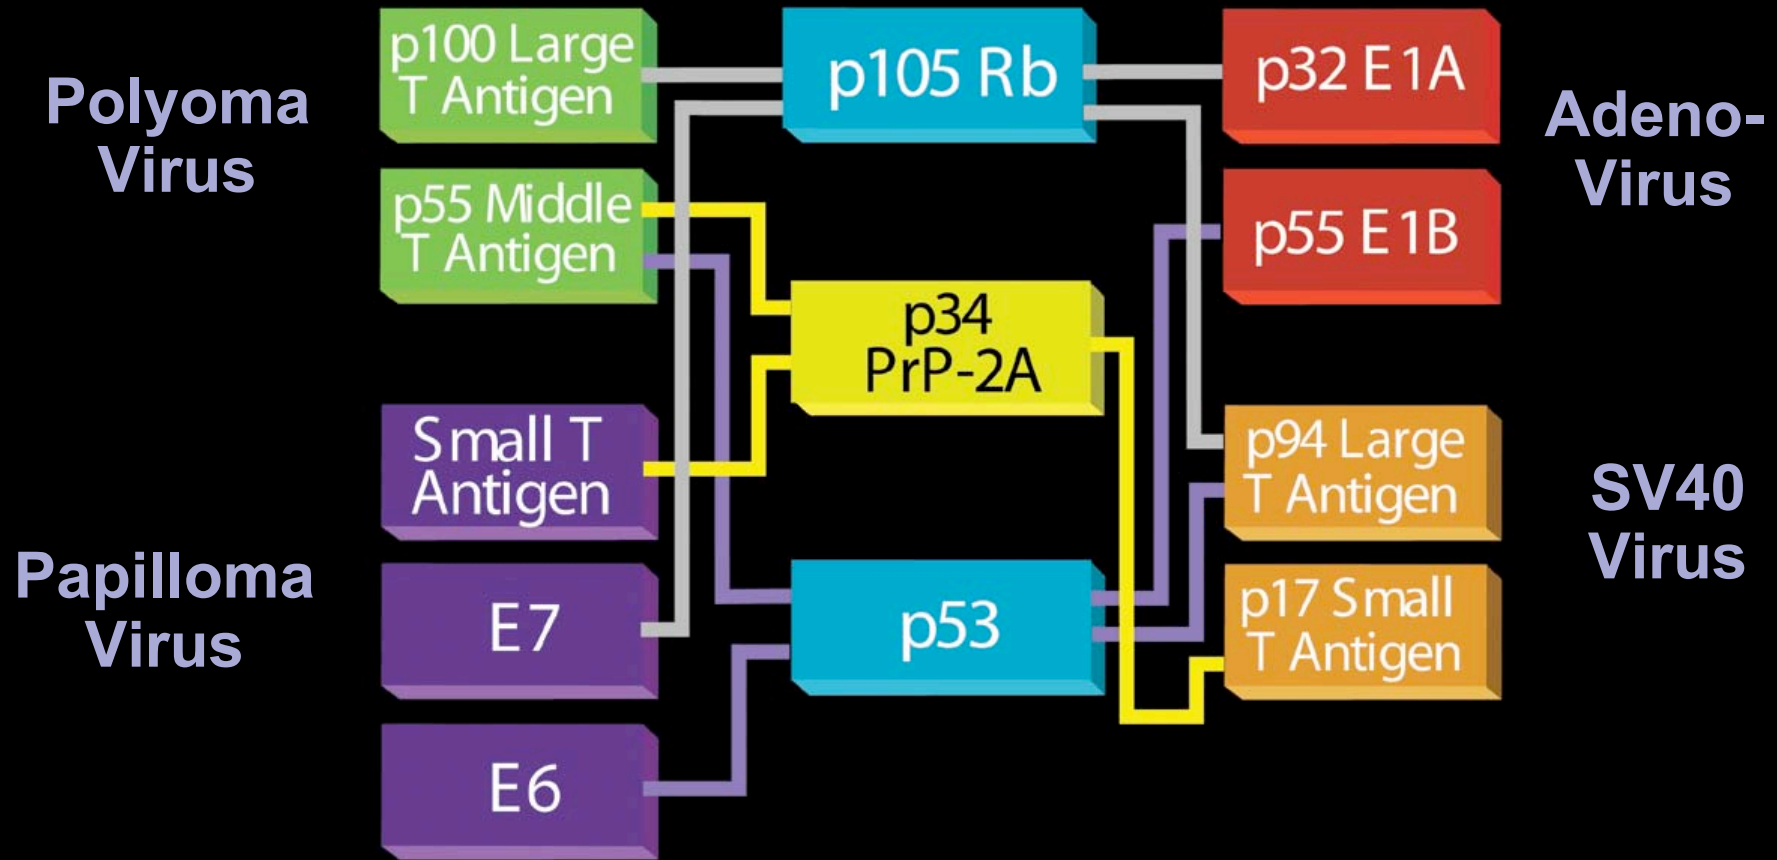 Polyoma
Virus
p100 Large
T Antigen
p55 Middle
T Antigen
Small T
Antigen
Papilloma
Virus
E7
E6
p105 Rb
p34
PrP-2A
p53
p32 E1A
p55 E1B
Adeno-
Virus
p94 Large
T Antigen
p17 Small
T Antigen
SV40
Virus